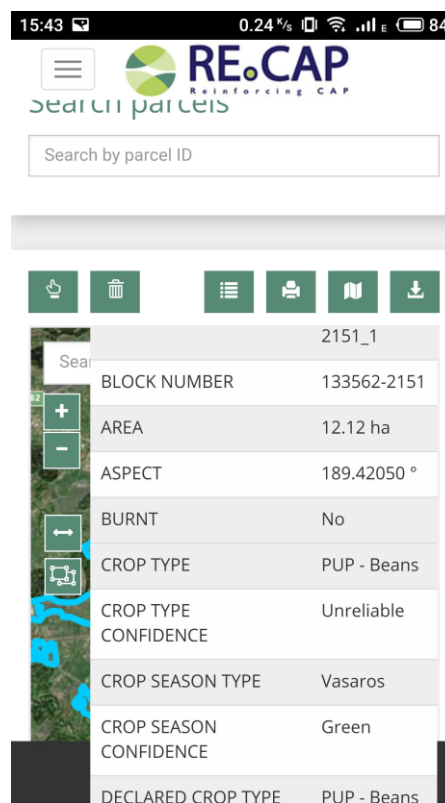 15:43 0.24 K/s E 84
RE.CAP
Reinforcing CAP
Search parcels
Search by parcel ID
2151_1
Sear
62
BLOCK NUMBER 133562-2151
+
AREA 12.12 ha
−
ASPECT 189.42050 °
BURNT No
CROP TYPE PUP - Beans
CROP TYPE Unreliable
CONFIDENCE
CROP SEASON TYPE Vasaros
CROP SEASON Green
CONFIDENCE
DECLARED CROP TYPE PUP - Beans